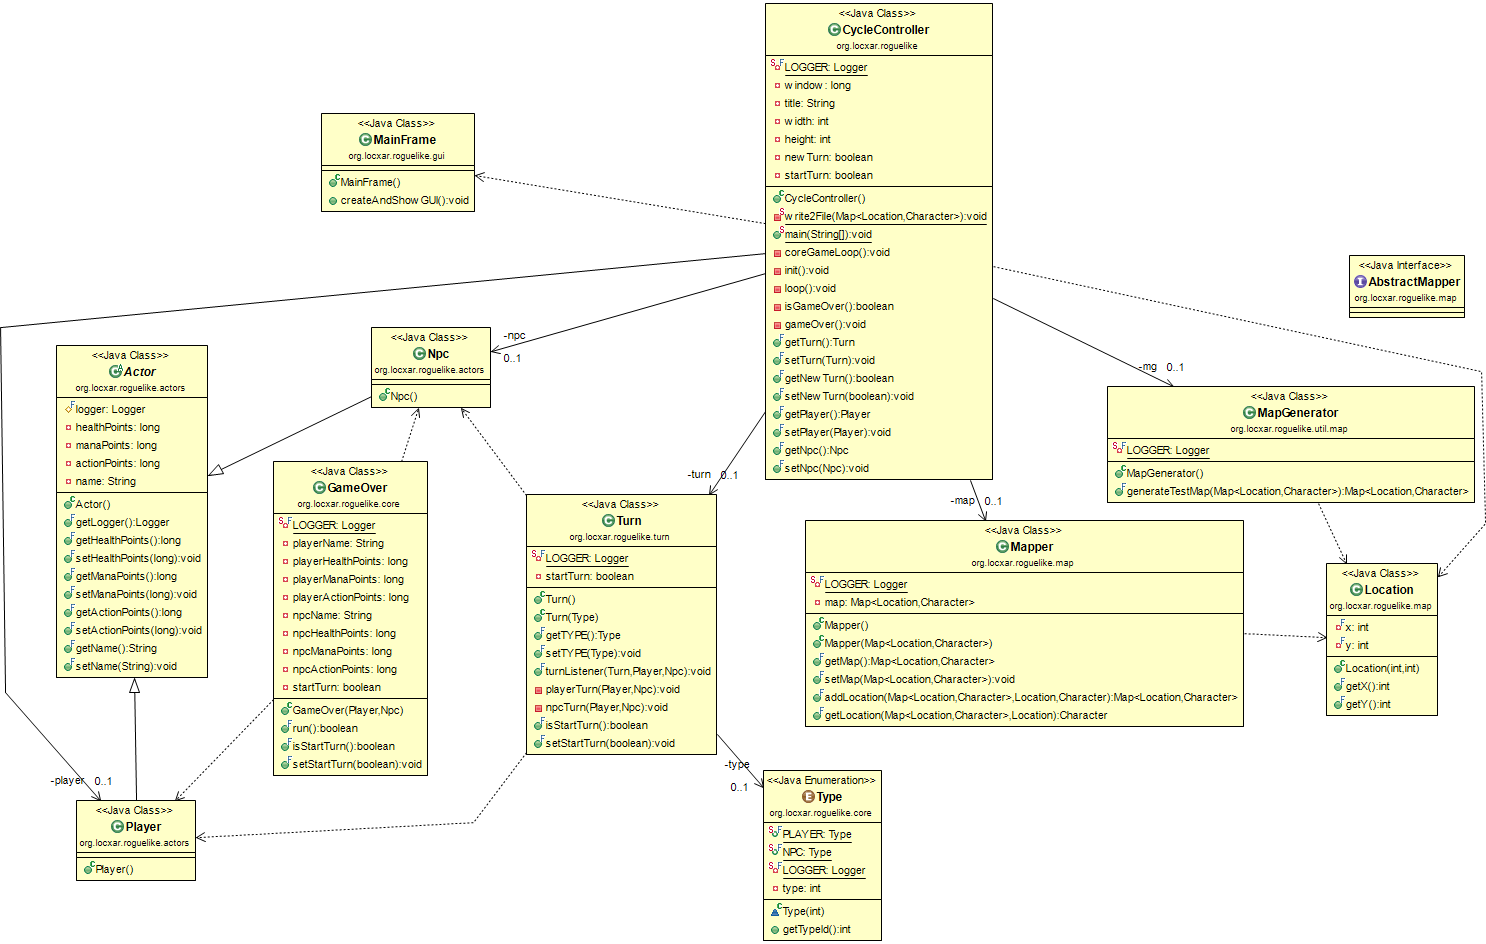 <<Java Class>>
CycleController
org.locxar.roguelike
LOGGER: Logger
window: long
title: String
width: int
height: int
newTurn: boolean
startTurn: boolean
CycleController()
write2File(Map<Location,Character>):void
main(String[]):void
coreGameLoop():void
init():void
loop():void
isGameOver():boolean
gameOver():void
getTurn():Turn
setTurn(Turn):void
getNewTurn():boolean
setNewTurn(boolean):void
getPlayer():Player
setPlayer(Player):void
getNpc():Npc
setNpc(Npc):void
<<Java Class>>
MainFrame
org.locxar.roguelike.gui
MainFrame()
createAndShowGUI():void
<<Java Interface>>
AbstractMapper
org.locxar.roguelike.map
-npc
0..1
<<Java Class>>
Npc
org.locxar.roguelike.actors
Npc()
<<Java Class>>
Actor
org.locxar.roguelike.actors
logger: Logger
healthPoints: long
manaPoints: long
actionPoints: long
name: String
Actor()
getLogger():Logger
getHealthPoints():long
setHealthPoints(long):void
getManaPoints():long
setManaPoints(long):void
getActionPoints():long
setActionPoints(long):void
getName():String
setName(String):void
-mg 0..1
<<Java Class>>
MapGenerator
org.locxar.roguelike.util.map
LOGGER: Logger
MapGenerator()
generateTestMap(Map<Location,Character>):Map<Location,Character>
<<Java Class>>
GameOver
org.locxar.roguelike.core
LOGGER: Logger
playerName: String
playerHealthPoints: long
playerManaPoints: long
playerActionPoints: long
npcName: String
npcHealthPoints: long
npcManaPoints: long
npcActionPoints: long
startTurn: boolean
GameOver(Player,Npc)
run():boolean
isStartTurn():boolean
setStartTurn(boolean):void
-turn 0..1
<<Java Class>>
Turn
org.locxar.roguelike.turn
LOGGER: Logger
startTurn: boolean
Turn()
Turn(Type)
getTYPE():Type
setTYPE(Type):void
turnListener(Turn,Player,Npc):void
playerTurn(Player,Npc):void
npcTurn(Player,Npc):void
isStartTurn():boolean
setStartTurn(boolean):void
-map 0..1
<<Java Class>>
Mapper
org.locxar.roguelike.map
LOGGER: Logger
map: Map<Location,Character>
Mapper()
Mapper(Map<Location,Character>)
getMap():Map<Location,Character>
setMap(Map<Location,Character>):void
addLocation(Map<Location,Character>,Location,Character):Map<Location,Character>
getLocation(Map<Location,Character>,Location):Character
<<Java Class>>
Location
org.locxar.roguelike.map
x: int
y: int
Location(int,int)
getX():int
getY():int
-player 0..1
<<Java Class>>
Player
org.locxar.roguelike.actors
Player()
-type
0..1
<<Java Enumeration>>
Type
org.locxar.roguelike.core
PLAYER: Type
NPC: Type
LOGGER: Logger
type: int
Type(int)
getTypeId():int